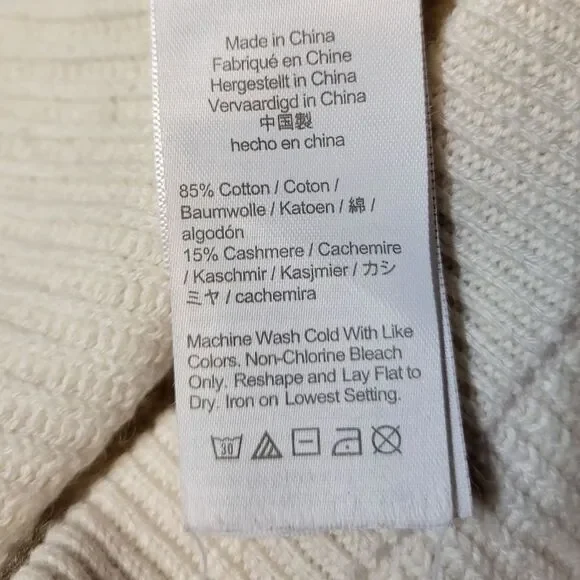 Made in China
Fabriqué en Chine
Hergestellt in China
Vervaardigd in China
中国製
hecho en china
85% Cotton / Coton /
Baumwolle / Katoen / 綿 /
algodón
15% Cashmere / Cachemire
/ Kaschmir / Kasjmier / カシ
ミヤ / cachemira
Machine Wash Cold With Like
Colors. Non-Chlorine Bleach
Only. Reshape and Lay Flat to
Dry. Iron on Lowest Setting.
30